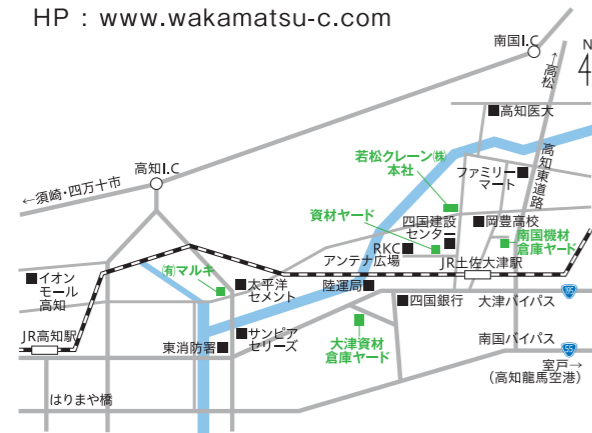 HP : www.wakamatsu-c.com
南国I.C
N
4
→高松
高知医大
高知I.C
若松クレーン㈱
本社
ファミリー
マート
高知東道路
←須崎・四万十市
資材ヤード
四国建設
センター
岡豊高校
RKC
アンテナ広場
南国機材
倉庫ヤード
JR土佐大津駅
イオン
モール
高知
㈲マルキ
太平洋
セメント
陸運局
四国銀行
大津バイパス
195
JR高知駅
東消防署
サンピア
セリーズ
大津資材
倉庫ヤード
南国バイパス
55
室戸→
(高知龍馬空港)
はりまや橋